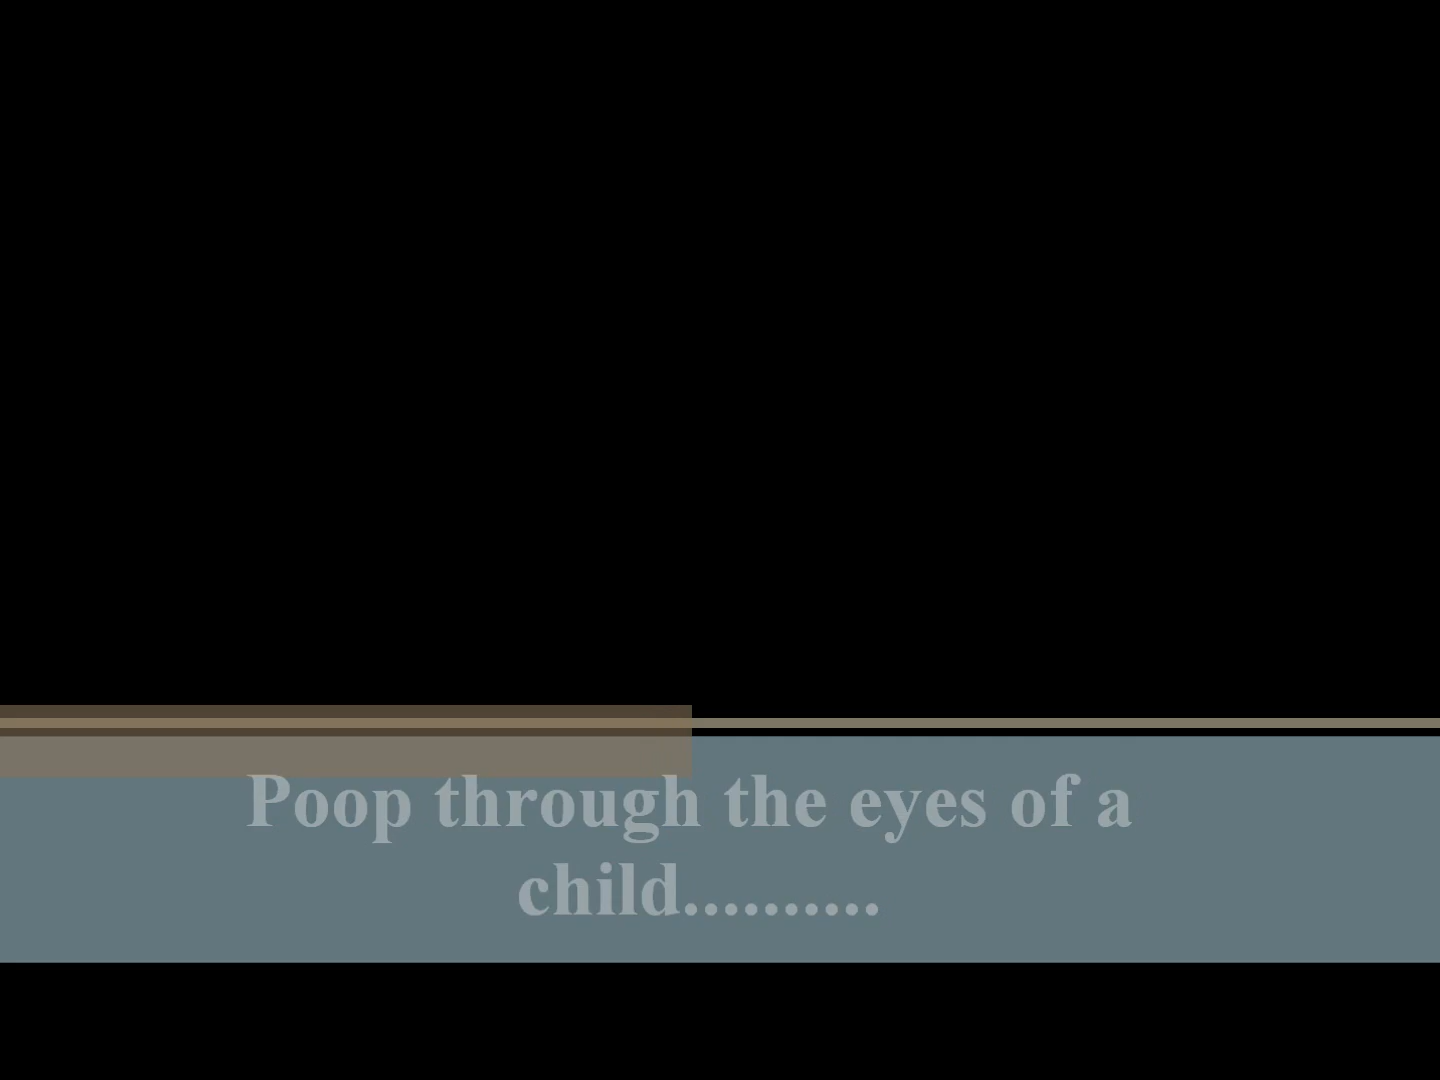 Poop through the eyes of a
child..........